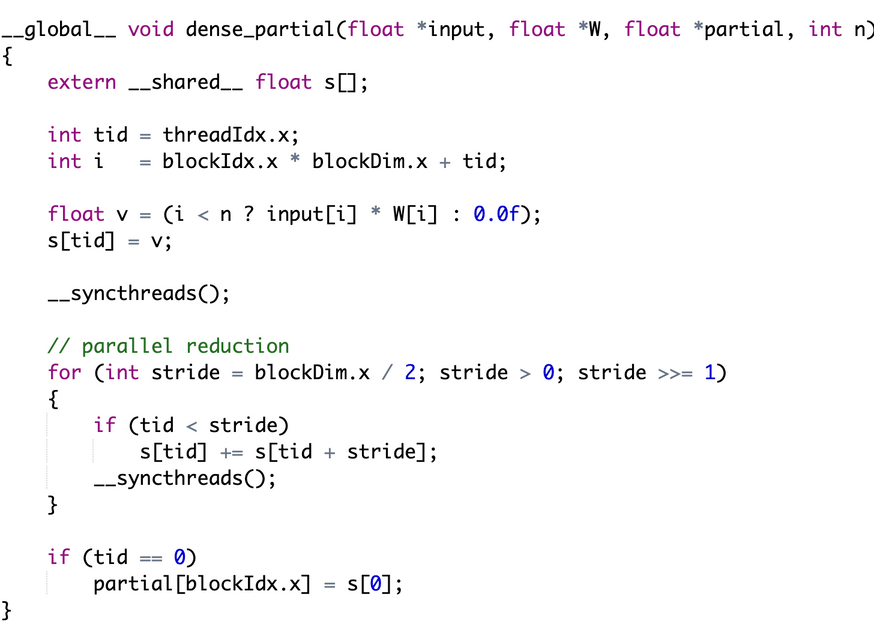 __global__ void dense_partial(float *input, float *W, float *partial, int n)
{
    extern __shared__ float s[];

    int tid = threadIdx.x;
    int i   = blockIdx.x * blockDim.x + tid;

    float v = (i < n ? input[i] * W[i] : 0.0f);
    s[tid] = v;

    __syncthreads();

    // parallel reduction
    for (int stride = blockDim.x / 2; stride > 0; stride >>= 1)
    {
        if (tid < stride)
            s[tid] += s[tid + stride];
        __syncthreads();
    }

    if (tid == 0)
        partial[blockIdx.x] = s[0];
}